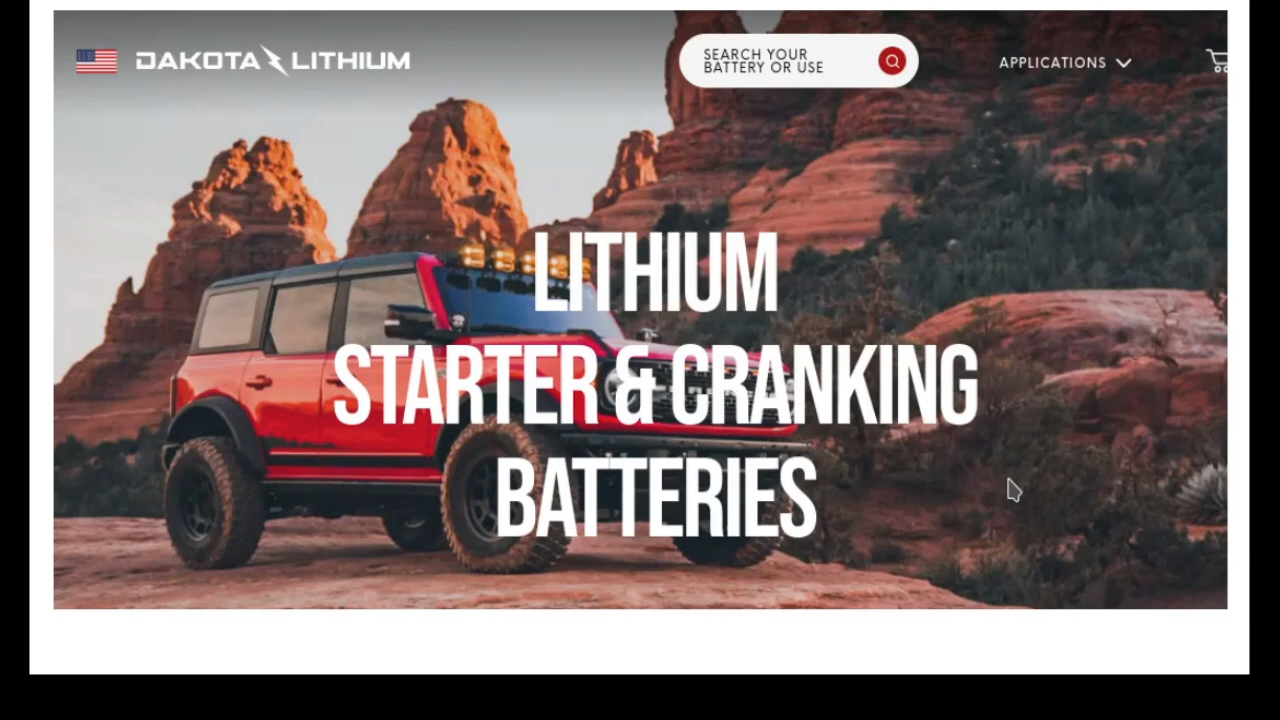 DAKOTA LITHIUM
SEARCH YOUR
BATTERY OR USE
APPLICATIONS
LITHIUM
STARTER & CRANKING
BATTERIES